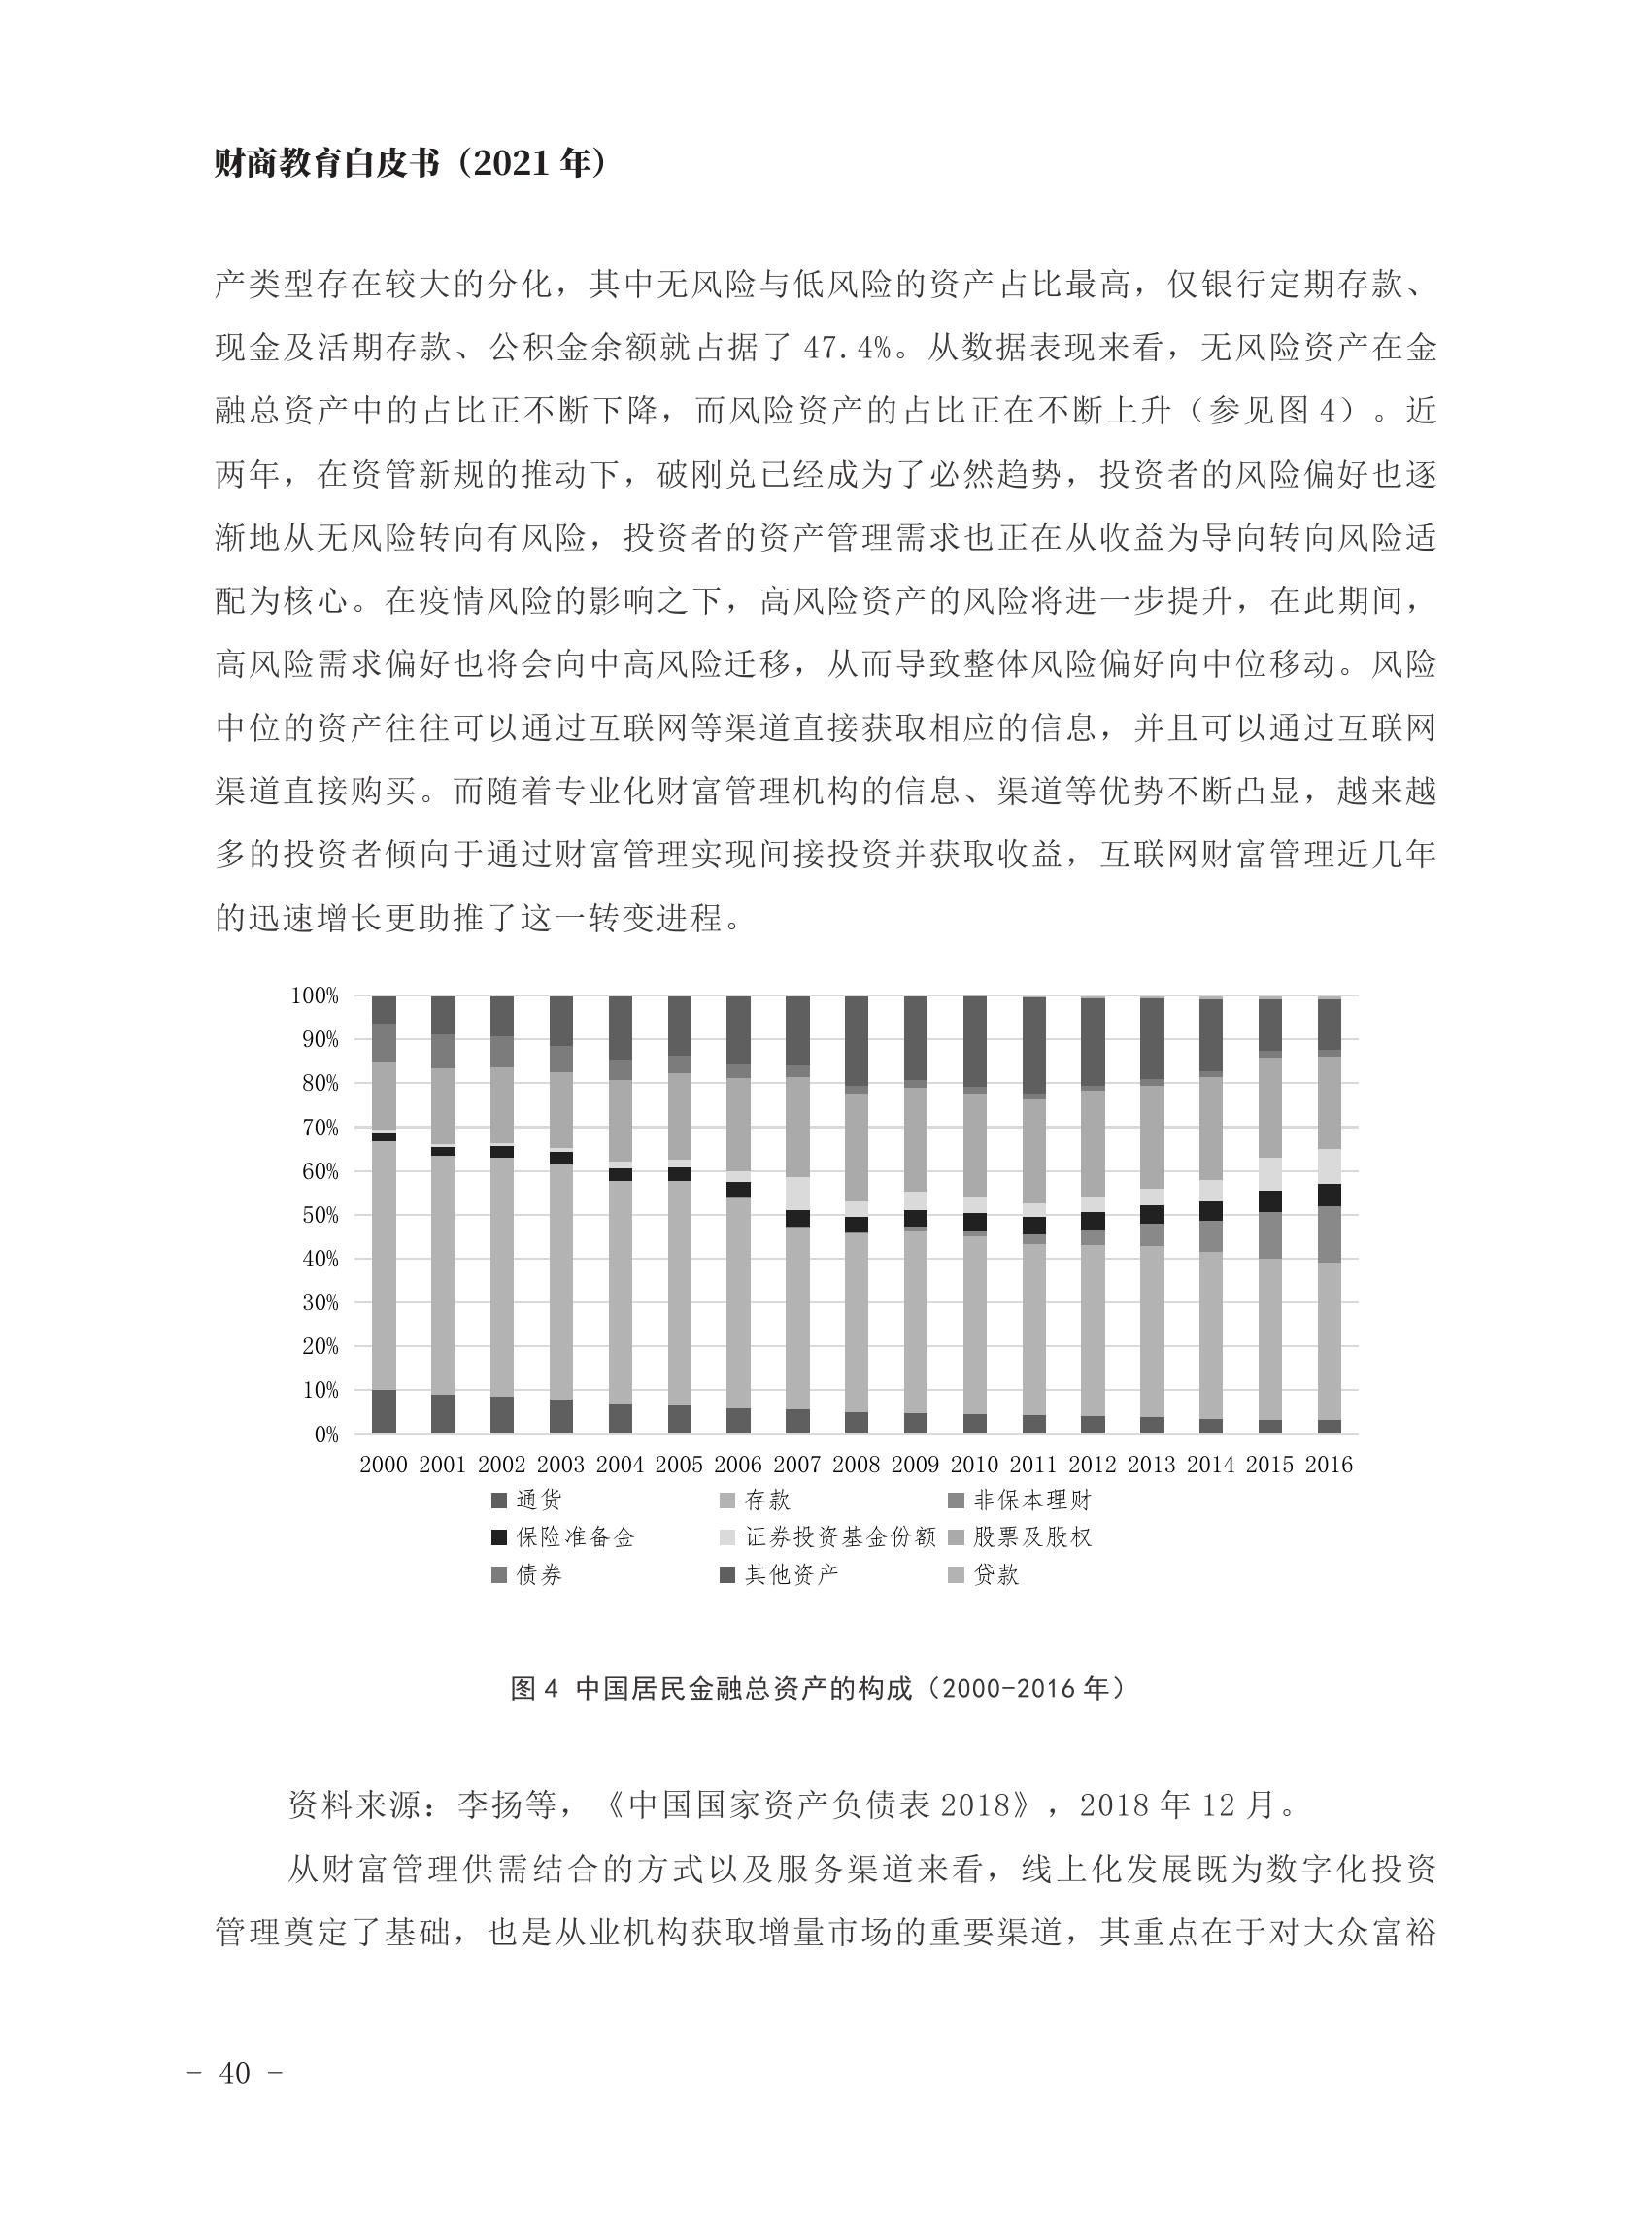 财商教育白皮书（2021 年）
产类型存在较大的分化，其中无风险与低风险的资产占比最高，仅银行定期存款、
现金及活期存款、公积金余额就占据了 47.4%。从数据表现来看，无风险资产在金
融总资产中的占比正不断下降，而风险资产的占比正在不断上升（参见图 4）。近
两年，在资管新规的推动下，破刚兑已经成为了必然趋势，投资者的风险偏好也逐
渐地从无风险转向有风险，投资者的资产管理需求也正在从收益为导向转向风险适
配为核心。在疫情风险的影响之下，高风险资产的风险将进一步提升，在此期间，
高风险需求偏好也将会向中高风险迁移，从而导致整体风险偏好向中位移动。风险
中位的资产往往可以通过互联网等渠道直接获取相应的信息，并且可以通过互联网
渠道直接购买。而随着专业化财富管理机构的信息、渠道等优势不断凸显，越来越
多的投资者倾向于通过财富管理实现间接投资并获取收益，互联网财富管理近几年
的迅速增长更助推了这一转变进程。
100%
90%
80%
70%
60%
50%
40%
30%
20%
10%
0%
2000 2001 2002 2003 2004 2005 2006 2007 2008 2009 2010 2011 2012 2013 2014 2015 2016
通货 存款 非保本理财
保险准备金 证券投资基金份额 股票及股权
债券 其他资产 贷款
图 4 中国居民金融总资产的构成（2000-2016 年）
资料来源：李扬等，《中国国家资产负债表 2018》，2018 年 12 月。
从财富管理供需结合的方式以及服务渠道来看，线上化发展既为数字化投资
管理奠定了基础，也是从业机构获取增量市场的重要渠道，其重点在于对大众富裕
- 40 -